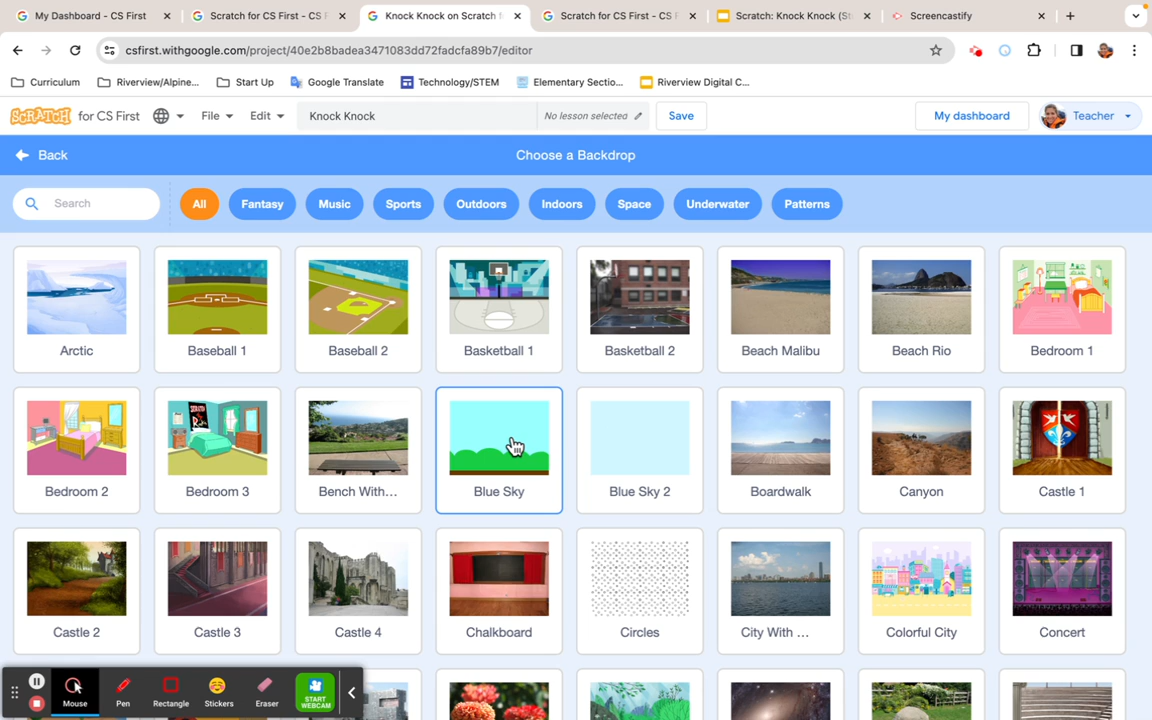 My Dashboard - CS First
Scratch for CS First - CS F
Knock Knock on Scratch f
Scratch for CS First - CS F
Scratch: Knock Knock (St
Screencastify
csfirst.withgoogle.com/project/40e2b8badea3471083dd72fadcfa89b7/editor
Curriculum
Riverview/Alpine...
Start Up
Google Translate
Technology/STEM
Elementary Sectio...
Riverview Digital C...
SCRATCH for CS First
File
Edit
Knock Knock
No lesson selected
Save
My dashboard
Teacher
Back
Choose a Backdrop
Search
All
Fantasy
Music
Sports
Outdoors
Indoors
Space
Underwater
Patterns
Arctic
Baseball 1
Baseball 2
Basketball 1
Basketball 2
Beach Malibu
Beach Rio
Bedroom 1
Bedroom 2
Bedroom 3
Bench With...
Blue Sky
Blue Sky 2
Boardwalk
Canyon
Castle 1
Castle 2
Castle 3
Castle 4
Chalkboard
Circles
City With ...
Colorful City
Concert
Mouse
Pen
Rectangle
Stickers
Eraser
START
WEBCAM